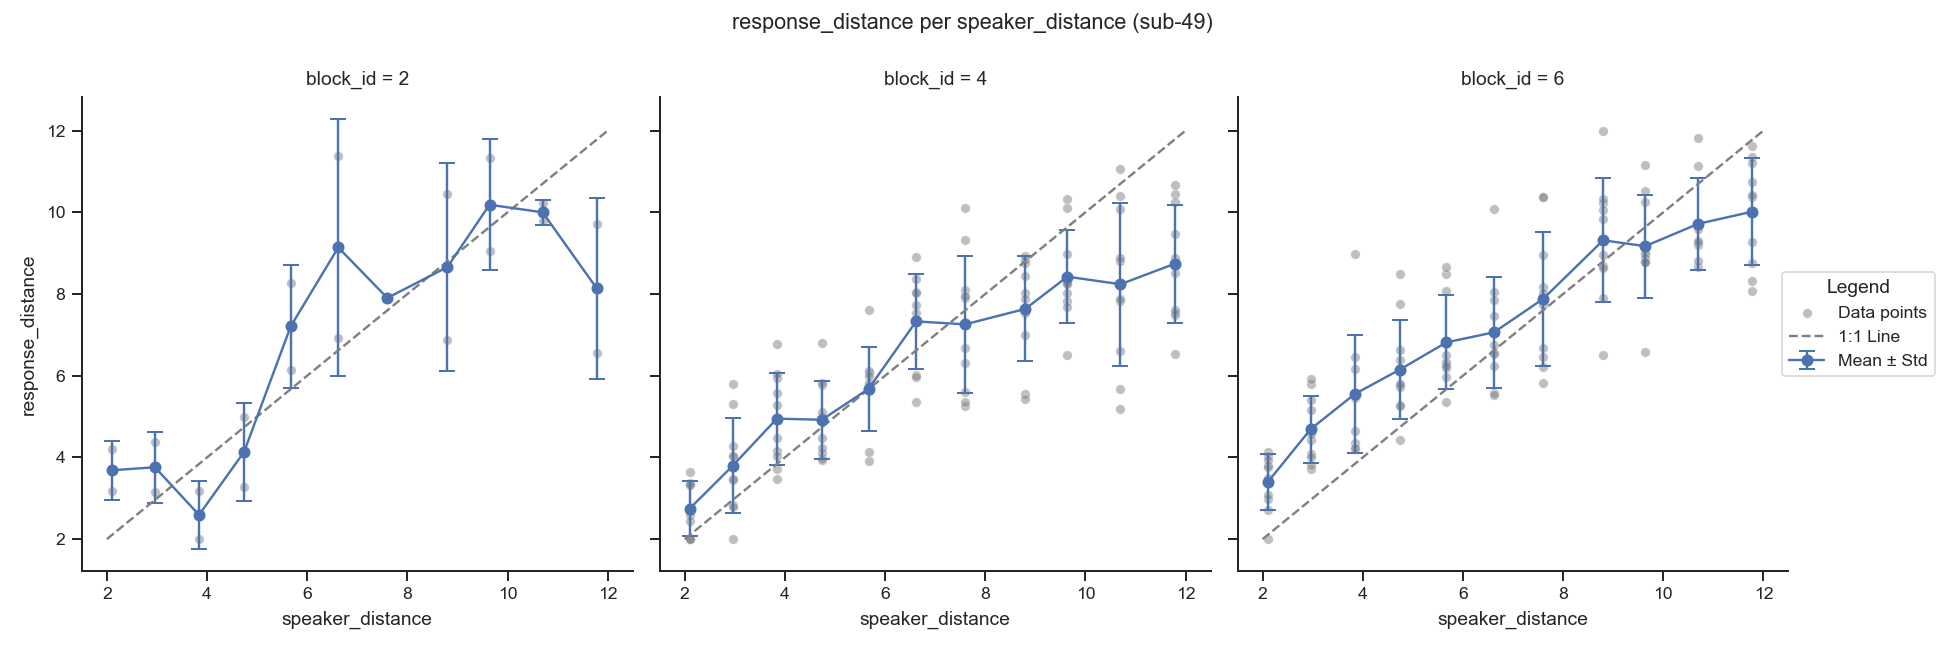 response_distance per speaker_distance (sub-49)
block_id = 2
block_id = 4
block_id = 6
response_distance
12
10
8
6
4
2
2 4 6 8 10 12
2 4 6 8 10 12
2 4 6 8 10 12
speaker_distance
speaker_distance
speaker_distance
Legend
Data points
1:1 Line
Mean ± Std